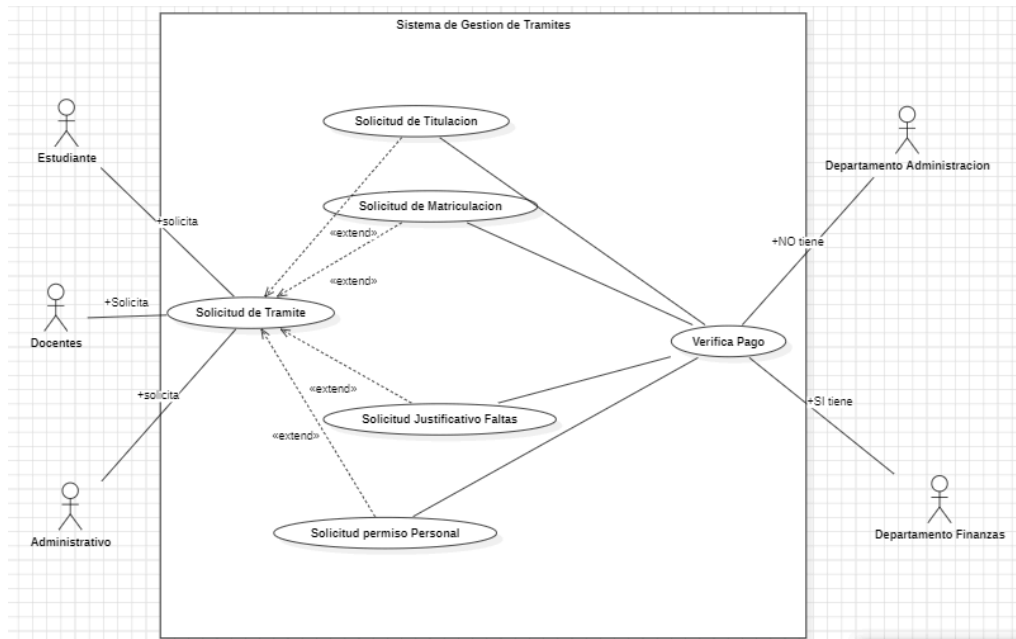 Sistema de Gestion de Tramites
Solicitud de Titulacion
Estudiante
Departamento Administracion
Solicitud de Matriculacion
+solicita
«extend»
+NO tiene
«extend»
+Solicita
Solicitud de Tramite
Docentes
Verifica Pago
«extend»
+solicita
+SI tiene
Solicitud Justificativo Faltas
«extend»
Solicitud permiso Personal
Administrativo
Departamento Finanzas